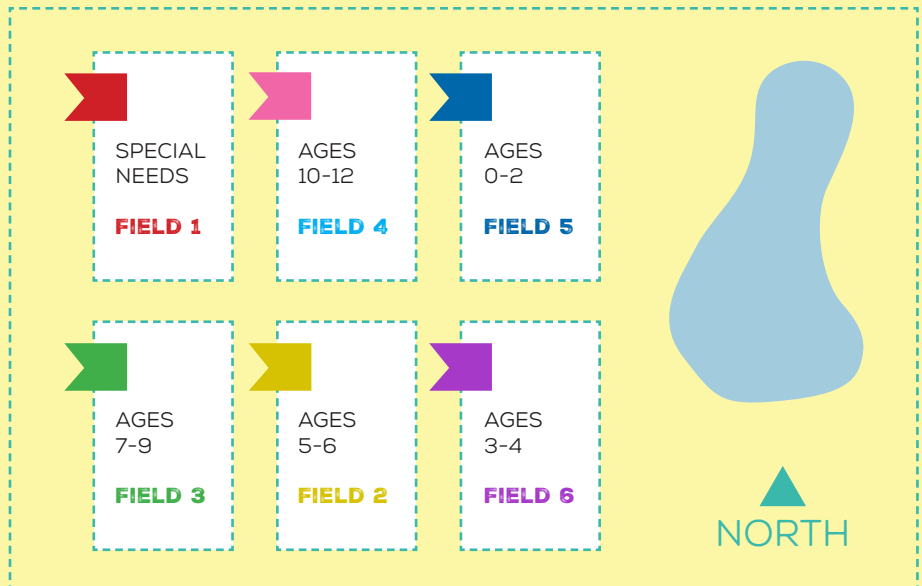 SPECIAL
NEEDS
FIELD 1
AGES
10-12
FIELD 4
AGES
0-2
FIELD 5
AGES
7-9
FIELD 3
AGES
5-6
FIELD 2
AGES
3-4
FIELD 6
NORTH